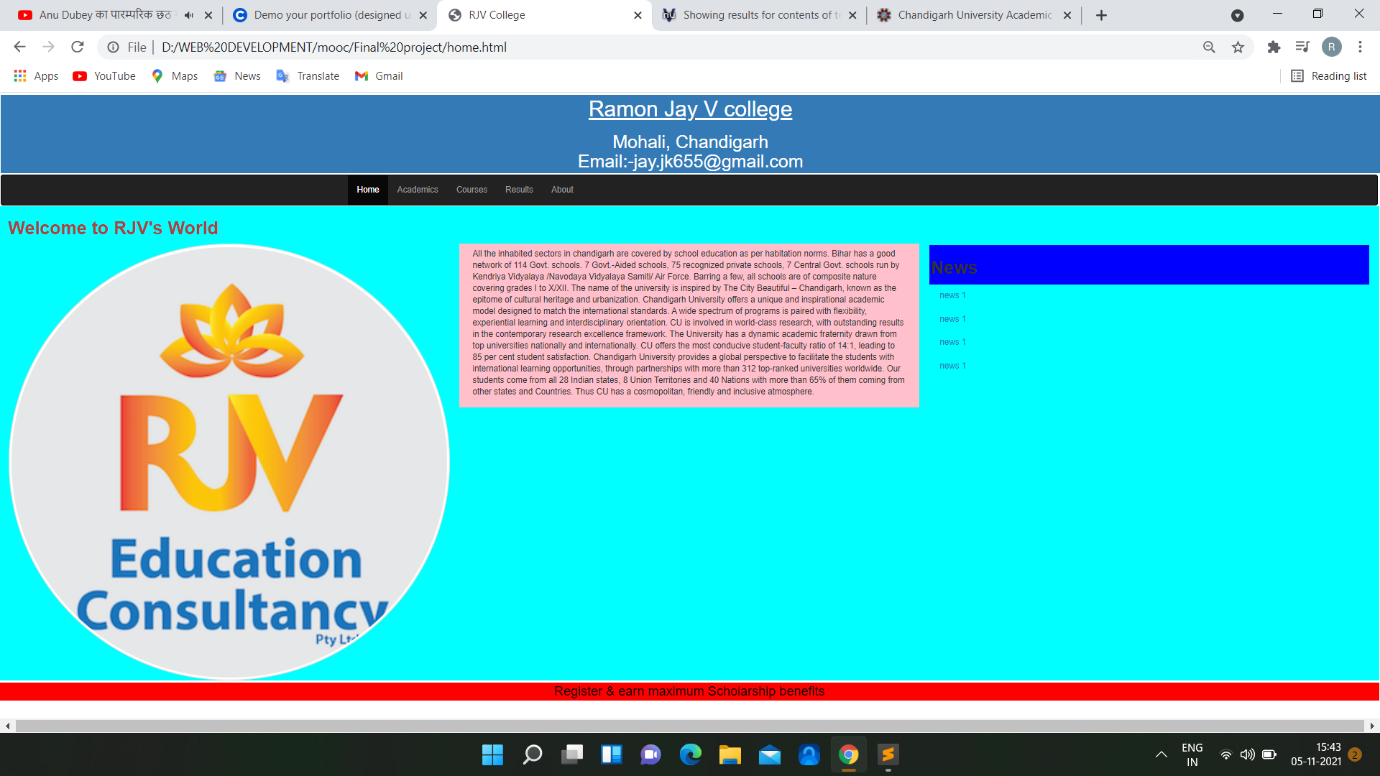 Anu Dubey का पारम्परिक छठ
Demo your portfolio (designed u
RJV College
Showing results for contents of te
Chandigarh University Academic
File | D:/WEB%20DEVELOPMENT/mooc/Final%20project/home.html
R
Apps YouTube Maps News Translate Gmail Reading list
Ramon Jay V college
Mohali, Chandigarh
Email:-jay.jk655@gmail.com
Home Academics Courses Results About
Welcome to RJV's World
RJV
Education
Consultancy
Pty Lt
All the inhabited sectors in chandigarh are covered by school education as per habitation norms. Bihar has a good
network of 114 Govt. schools. 7 Govt.-Aided schools, 75 recognized private schools, 7 Central Govt. schools run by
Kendriya Vidyalaya /Navodaya Vidyalaya Samiti/ Air Force. Barring a few, all schools are of composite nature
covering grades I to X/XII. The name of the university is inspired by The City Beautiful – Chandigarh, known as the
epitome of cultural heritage and urbanization. Chandigarh University offers a unique and inspirational academic
model designed to match the international standards. A wide spectrum of programs is paired with flexibility,
experiential learning and interdisciplinary orientation. CU is involved in world-class research, with outstanding results
in the contemporary research excellence framework. The University has a dynamic academic fraternity drawn from
top universities nationally and internationally. CU offers the most conducive student-faculty ratio of 14:1, leading to
85 per cent student satisfaction. Chandigarh University provides a global perspective to facilitate the students with
international learning opportunities, through partnerships with more than 312 top-ranked universities worldwide. Our
students come from all 28 Indian states, 8 Union Territories and 40 Nations with more than 65% of them coming from
other states and Countries. Thus CU has a cosmopolitan, friendly and inclusive atmosphere.
News
news 1
news 1
news 1
news 1
Register & earn maximum Scholarship benefits
ENG
IN
15:43
05-11-2021
2